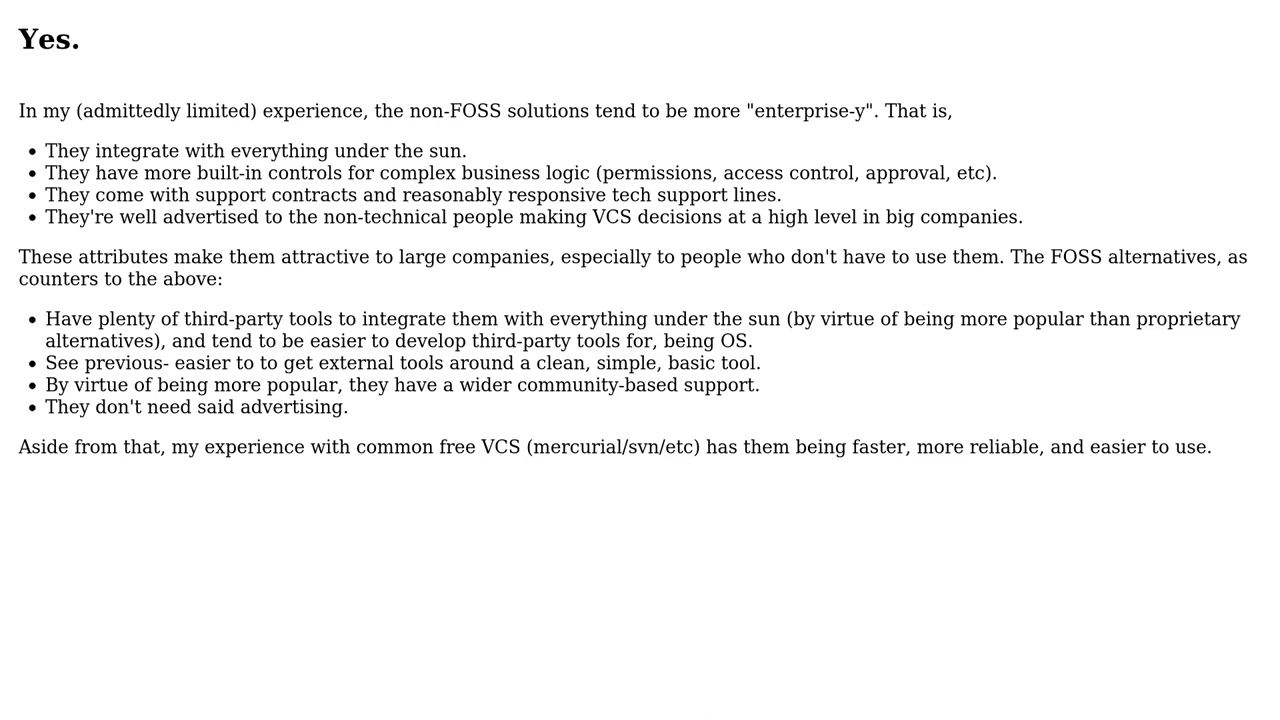 Yes.
In my (admittedly limited) experience, the non-FOSS solutions tend to be more "enterprise-y". That is,
• They integrate with everything under the sun.
• They have more built-in controls for complex business logic (permissions, access control, approval, etc).
• They come with support contracts and reasonably responsive tech support lines.
• They're well advertised to the non-technical people making VCS decisions at a high level in big companies.
These attributes make them attractive to large companies, especially to people who don't have to use them. The FOSS alternatives, as
counters to the above:
• Have plenty of third-party tools to integrate them with everything under the sun (by virtue of being more popular than proprietary
alternatives), and tend to be easier to develop third-party tools for, being OS.
• See previous- easier to to get external tools around a clean, simple, basic tool.
• By virtue of being more popular, they have a wider community-based support.
• They don't need said advertising.
Aside from that, my experience with common free VCS (mercurial/svn/etc) has them being faster, more reliable, and easier to use.